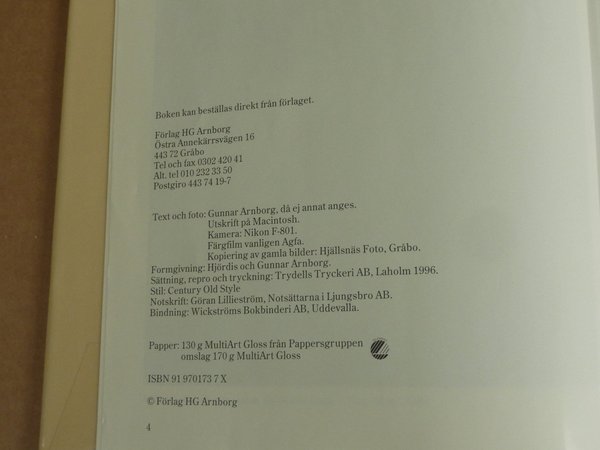 Boken kan beställas direkt från förlaget.
Förlag HG Arnborg
Östra Annekärrsvägen 16
443 72 Gråbo
Tel och fax 0302 420 41
Alt. tel 010 232 33 50
Postgiro 443 74 19-7
Text och foto: Gunnar Arnborg, då ej annat anges.
Utskrift på Macintosh.
Kamera: Nikon F-801.
Färgfilm vanligen Agfa.
Kopiering av gamla bilder: Hjällsnäs Foto, Gråbo.
Formgivning: Hjördis och Gunnar Arnborg.
Sättning, repro och tryckning: Trydells Tryckeri AB, Laholm 1996.
Stil: Century Old Style
Notskrift: Göran Lillieström, Notsättarna i Ljungsbro AB.
Bindning: Wickströms Bokbinderi AB, Uddevalla.
Papper: 130 g MultiArt Gloss från Pappersgruppen
omslag 170 g MultiArt Gloss
ISBN 91 970173 7 X
© Förlag HG Arnborg
4